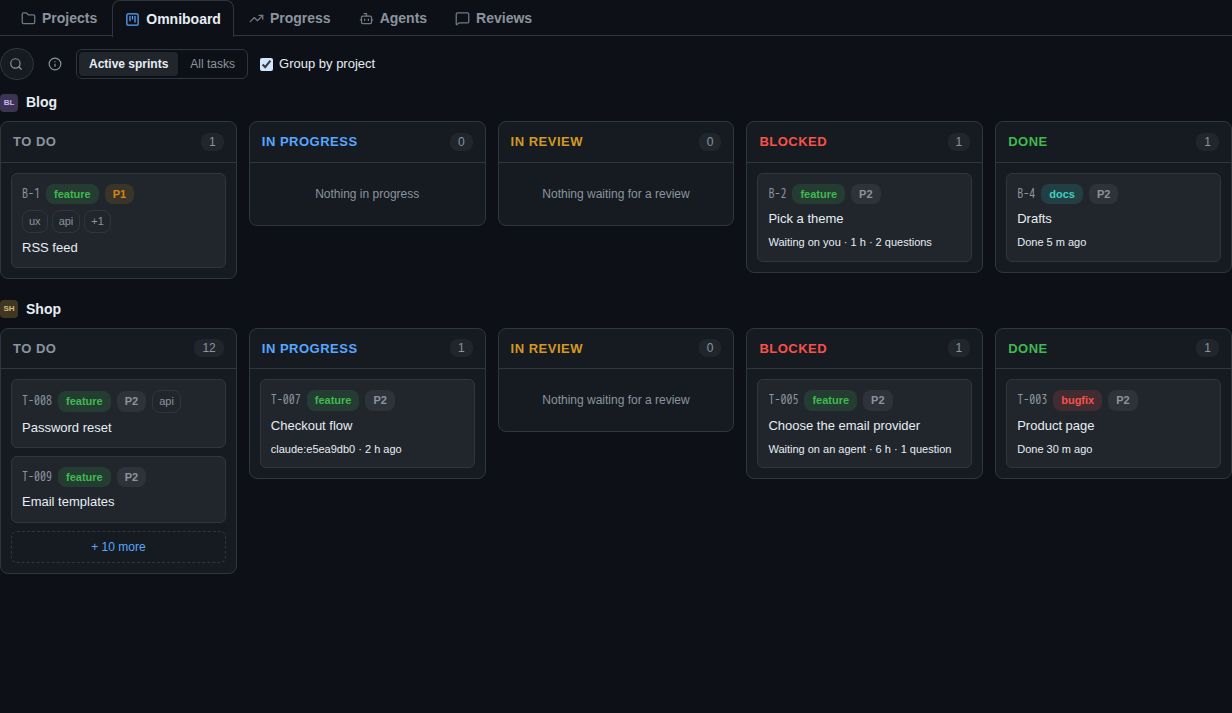 Projects Omniboard Progress Agents Reviews
Active sprints All tasks Group by project
BL Blog
TO DO 1
B-1 feature P1
ux api +1
RSS feed
IN PROGRESS 0
Nothing in progress
IN REVIEW 0
Nothing waiting for a review
BLOCKED 1
B-2 feature P2
Pick a theme
Waiting on you · 1 h · 2 questions
DONE 1
B-4 docs P2
Drafts
Done 5 m ago
SH Shop
TO DO 12
T-008 feature P2 api
Password reset
T-009 feature P2
Email templates
+ 10 more
IN PROGRESS 1
T-007 feature P2
Checkout flow
claude:e5ea9db0 · 2 h ago
IN REVIEW 0
Nothing waiting for a review
BLOCKED 1
T-005 feature P2
Choose the email provider
Waiting on an agent · 6 h · 1 question
DONE 1
T-003 bugfix P2
Product page
Done 30 m ago